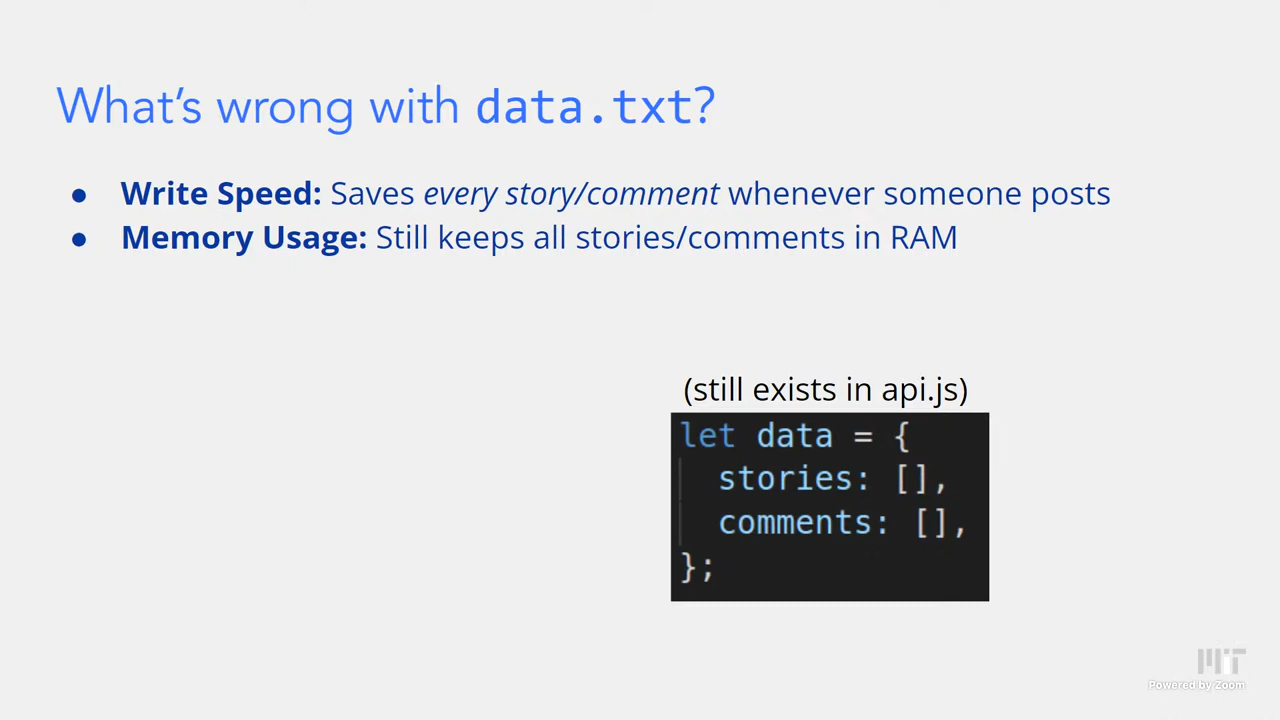 What's wrong with data.txt?
● Write Speed: Saves every story/comment whenever someone posts
● Memory Usage: Still keeps all stories/comments in RAM
(still exists in api.js)
let data = {
stories: [],
comments: [],
};
MIT
Powered by Zoom